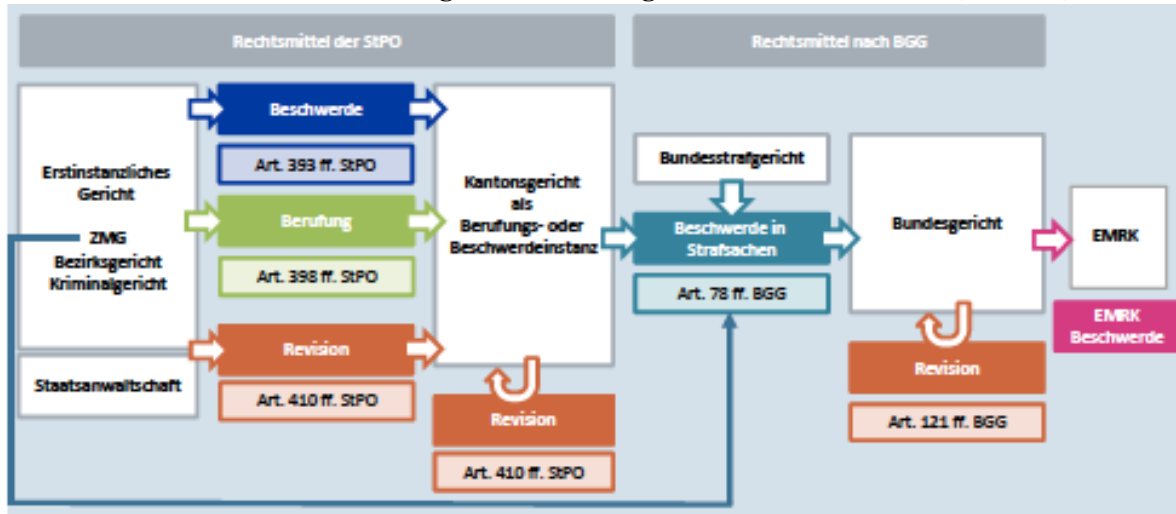 Rechtsmittel der StPO
Rechtsmittel nach BGG
Erstinstanzliches
Gericht
ZMG
Bezirksgericht
Kriminalgericht
Staatsanwaltschaft
Beschwerde
Art. 393 ff. StPO
Berufung
Art. 398 ff. StPO
Revision
Art. 410 ff. StPO
Kantonsgericht
als
Berufungs- oder
Beschwerdeinstanz
Revision
Art. 410 ff. StPO
Bundesstrafgericht
Beschwerde in
Strafsachen
Art. 78 ff. BGG
Bundesgericht
Revision
Art. 121 ff. BGG
EMRK
EMRK
Beschwerde